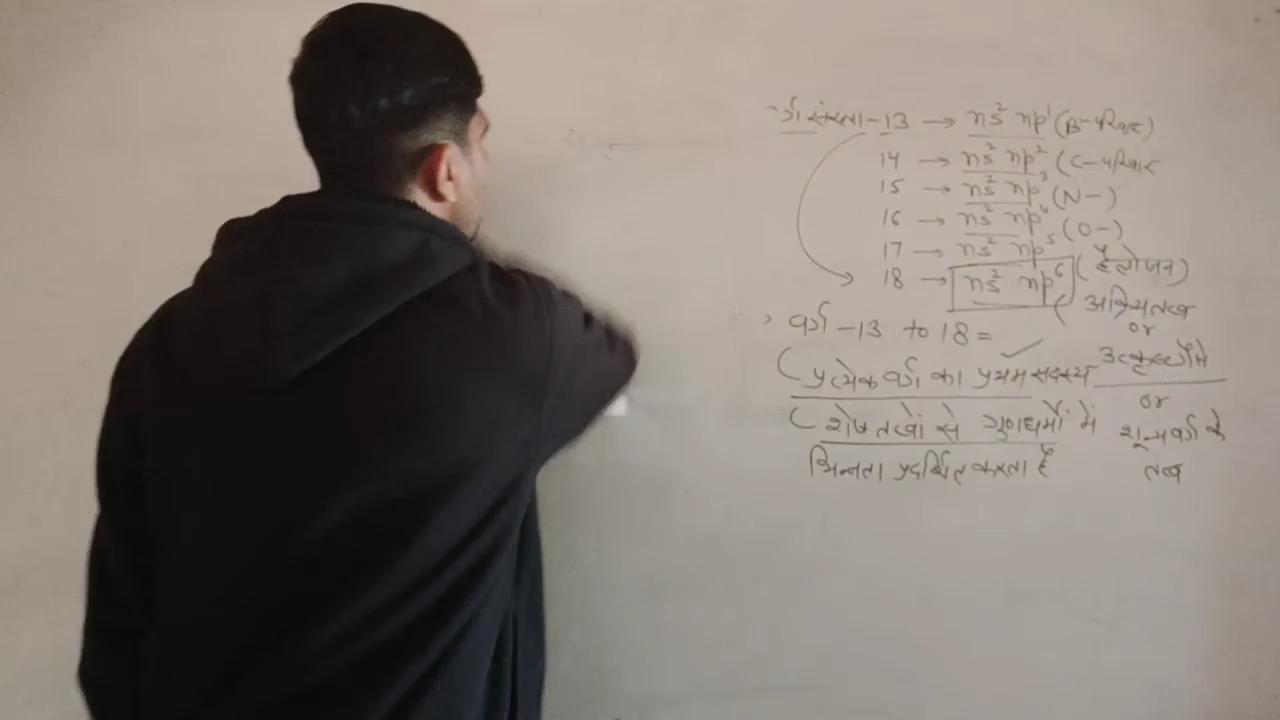 वर्ग संख्या-13 → ns² np¹ (B-परिवार)
14 → ns² np² (C-परिवार
15 → ns² np³ (N-)
16 → ns² np⁴ (O-)
17 → ns² np⁵ (हैलोजन)
18 → ns² np⁶ ( अक्रियतत्व
or
उत्कृष्ट गैसे
or
शून्य वर्ग के
तत्व
वर्ग -13 to 18 =
( प्रत्येक वर्ग का प्रथम सदस्य
( शेष तत्वों से गुणधर्मों में
भिन्नता प्रदर्शित करता है